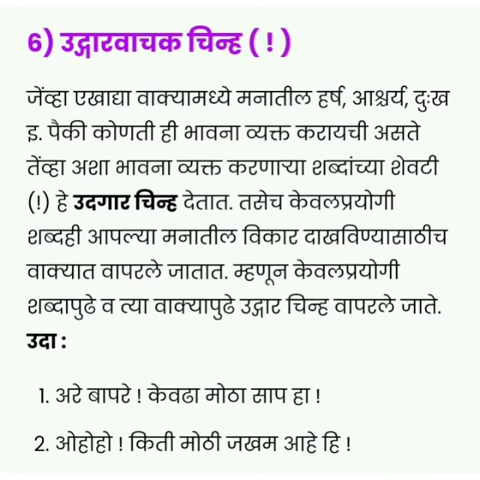 6) उद्गारवाचक चिन्ह ( ! )
जेंव्हा एखाद्या वाक्यामध्ये मनातील हर्ष, आश्चर्य, दुःख
इ. पैकी कोणती ही भावना व्यक्त करायची असते
तेंव्हा अशा भावना व्यक्त करणाऱ्या शब्दांच्या शेवटी
(!) हे उदगार चिन्ह देतात. तसेच केवलप्रयोगी
शब्दही आपल्या मनातील विकार दाखविण्यासाठीच
वाक्यात वापरले जातात. म्हणून केवलप्रयोगी
शब्दापुढे व त्या वाक्यापुढे उद्गार चिन्ह वापरले जाते.
उदा :
1. अरे बापरे ! केवढा मोठा साप हा !
2. ओहोहो ! किती मोठी जखम आहे हि !